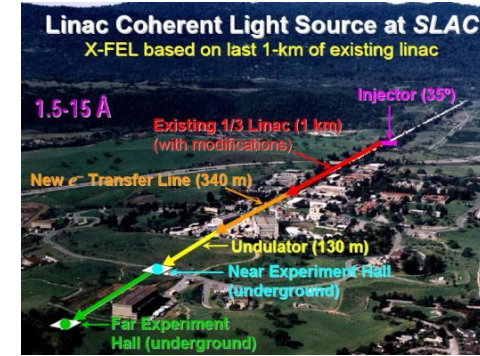 Linac Coherent Light Source at SLAC
X-FEL based on last 1-km of existing linac
Injector (35º)
1.5-15 Å
Existing 1/3 Linac (1 km)
(with modifications)
New e⁻ Transfer Line (340 m)
Undulator (130 m)
Near Experiment Hall
(underground)
Far Experiment
Hall (underground)